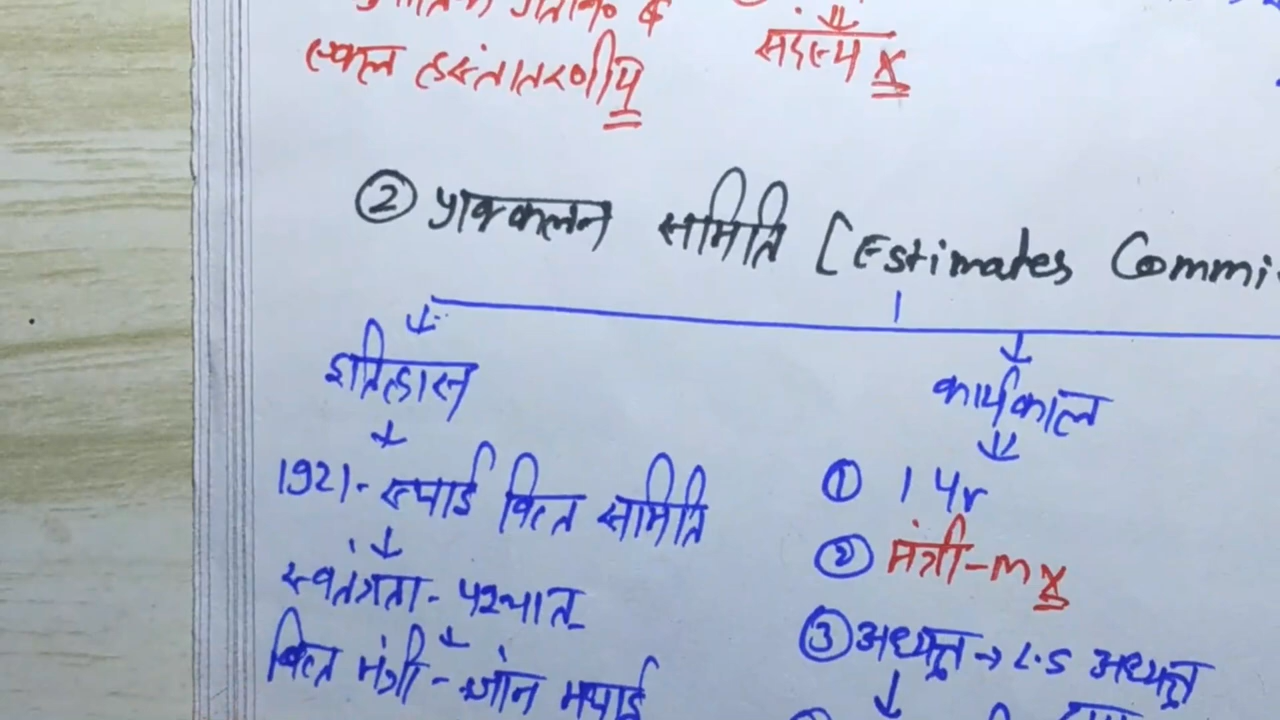 एकल हस्तांतरणीय
सदस्य X
② प्राक्कलन समिति [Estimates Commi
इतिहास
कार्यकाल
1921 - स्थाई वित्त समिति
① 1 Yr
स्वतंत्रता - पश्चात
② मंत्री - m X
वित्त मंत्री - जॉन मथाई
③ अध्यक्ष → L.S अध्यक्ष